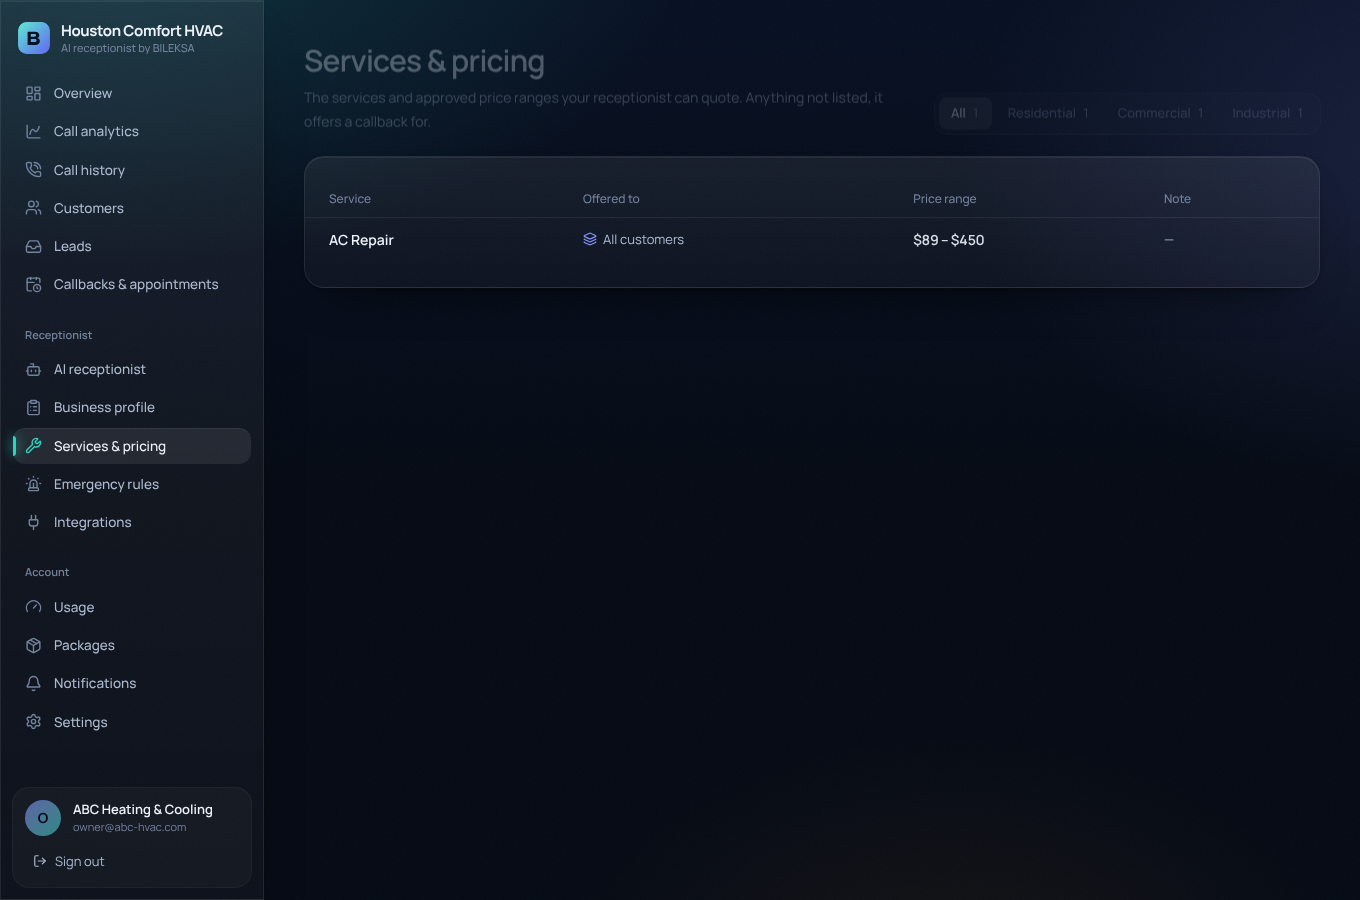 B
Houston Comfort HVAC
AI receptionist by BILEKSA
Overview
Call analytics
Call history
Customers
Leads
Callbacks & appointments
Receptionist
AI receptionist
Business profile
Services & pricing
Emergency rules
Integrations
Account
Usage
Packages
Notifications
Settings
O
ABC Heating & Cooling
owner@abc-hvac.com
Sign out
Services & pricing
The services and approved price ranges your receptionist can quote. Anything not listed, it
offers a callback for.
All 1 Residential 1 Commercial 1 Industrial 1
Service Offered to Price range Note
AC Repair All customers $89 – $450 —